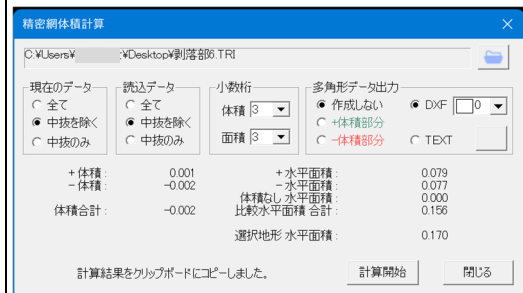 精密網体積計算
C:¥Users¥ :¥Desktop¥剥落部6.TRI
現在のデータ
全て
中抜を除く
中抜のみ
読込データ
全て
中抜を除く
中抜のみ
小数桁
体積 3
面積 3
多角形データ出力
作成しない
+体積部分
-体積部分
DXF 0
TEXT
+体積: 0.001
-体積: -0.002
体積合計: -0.002
+水平面積: 0.079
-水平面積: 0.077
体積なし水平面積: 0.000
比較水平面積 合計: 0.156
選択地形 水平面積: 0.170
計算結果をクリップボードにコピーしました。
計算開始
閉じる